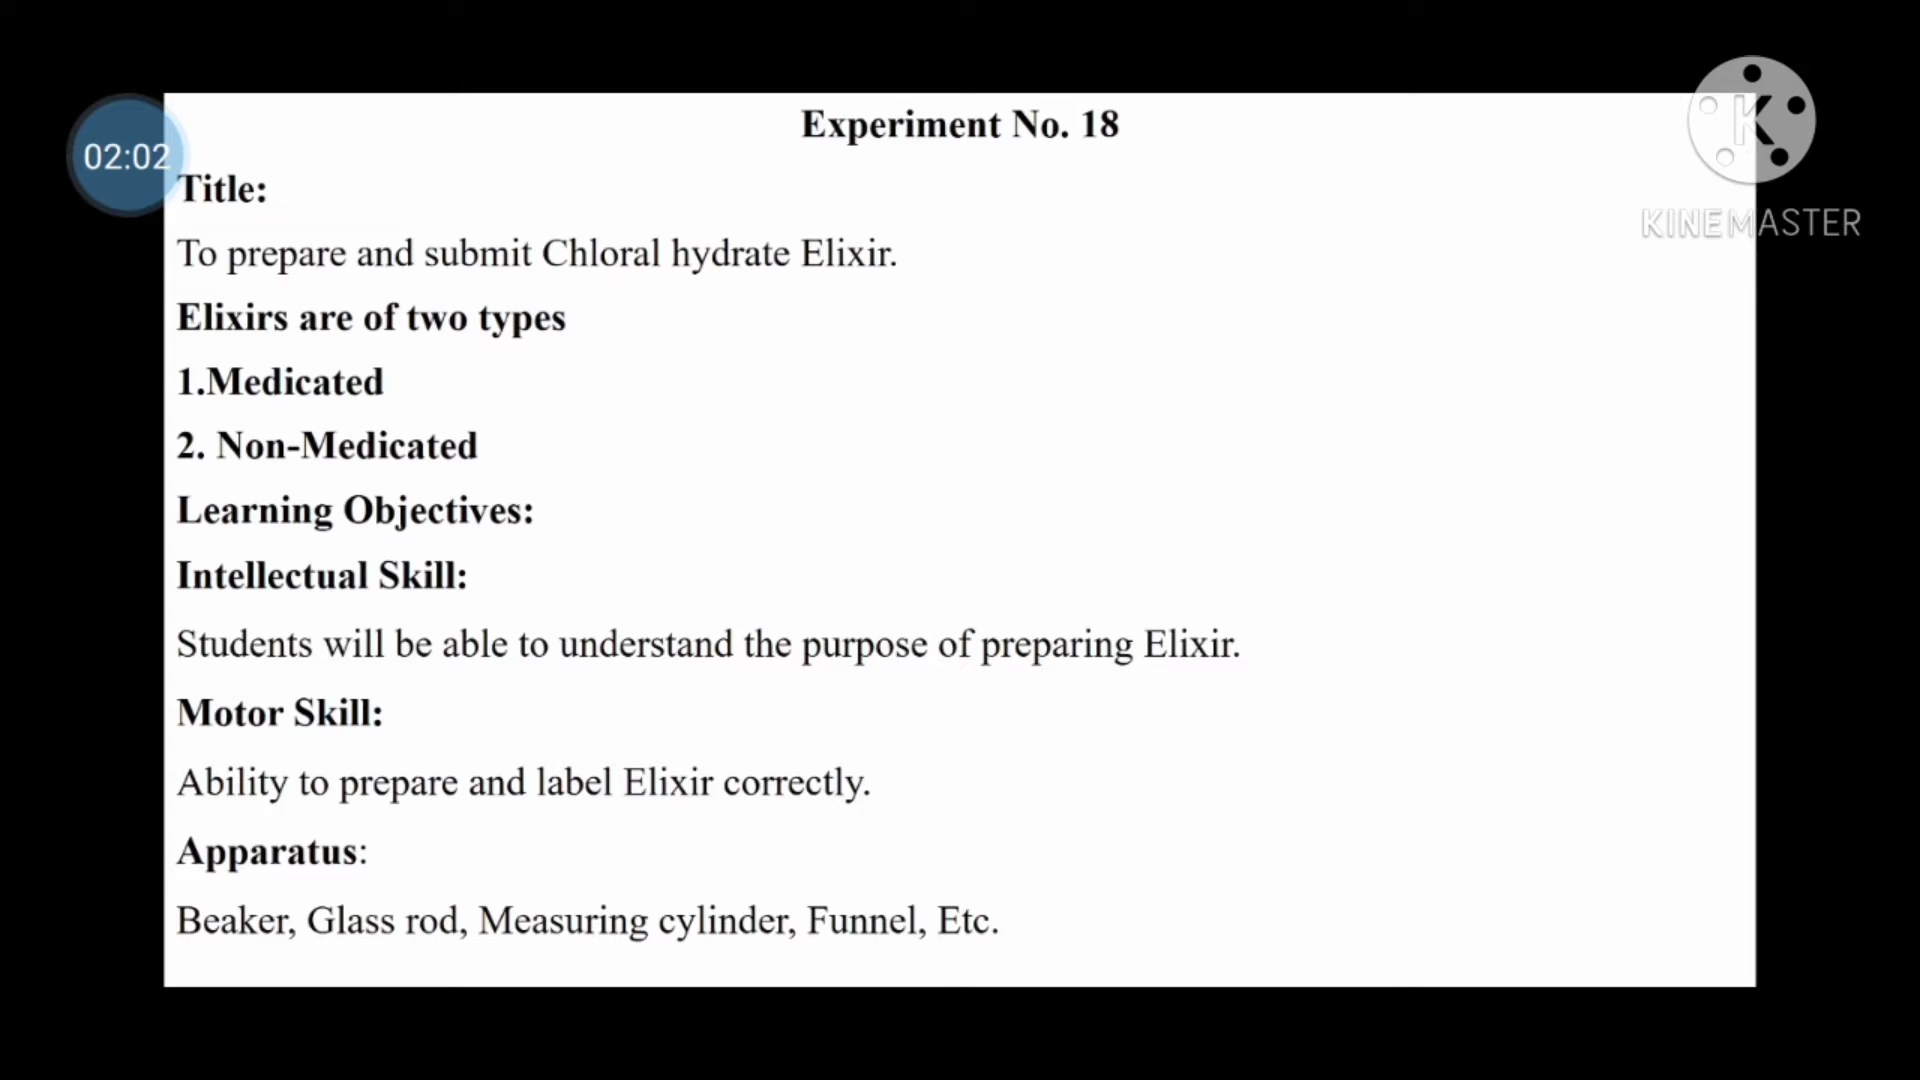 Experiment No. 18
02:02
K
KINEMASTER
Title:
To prepare and submit Chloral hydrate Elixir.
Elixirs are of two types
1.Medicated
2. Non-Medicated
Learning Objectives:
Intellectual Skill:
Students will be able to understand the purpose of preparing Elixir.
Motor Skill:
Ability to prepare and label Elixir correctly.
Apparatus:
Beaker, Glass rod, Measuring cylinder, Funnel, Etc.